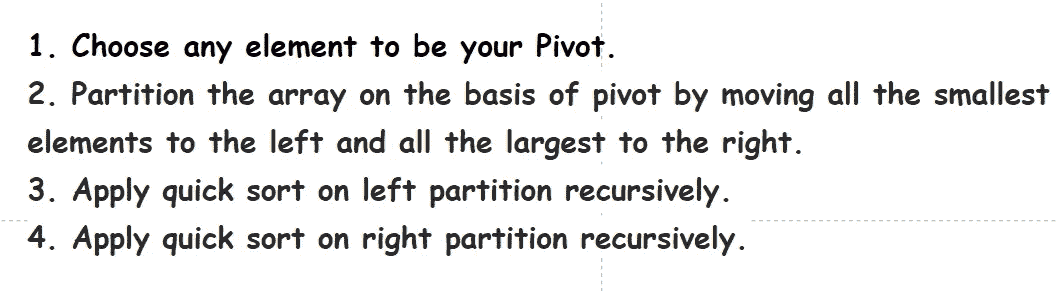 1. Choose any element to be your Pivot.
2. Partition the array on the basis of pivot by moving all the smallest
elements to the left and all the largest to the right.
3. Apply quick sort on left partition recursively.
4. Apply quick sort on right partition recursively.